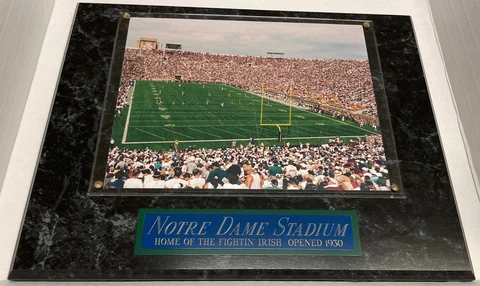 NOTRE DAME STADIUM
HOME OF THE FIGHTIN' IRISH OPENED 1930